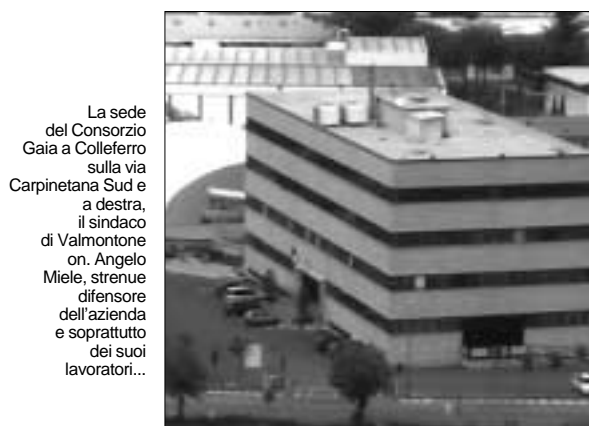 La sede
del Consorzio
Gaia a Colleferro
sulla via
Carpinetana Sud e
a destra,
il sindaco
di Valmontone
on. Angelo
Miele, strenue
difensore
dell'azienda
e soprattutto
dei suoi
lavoratori...